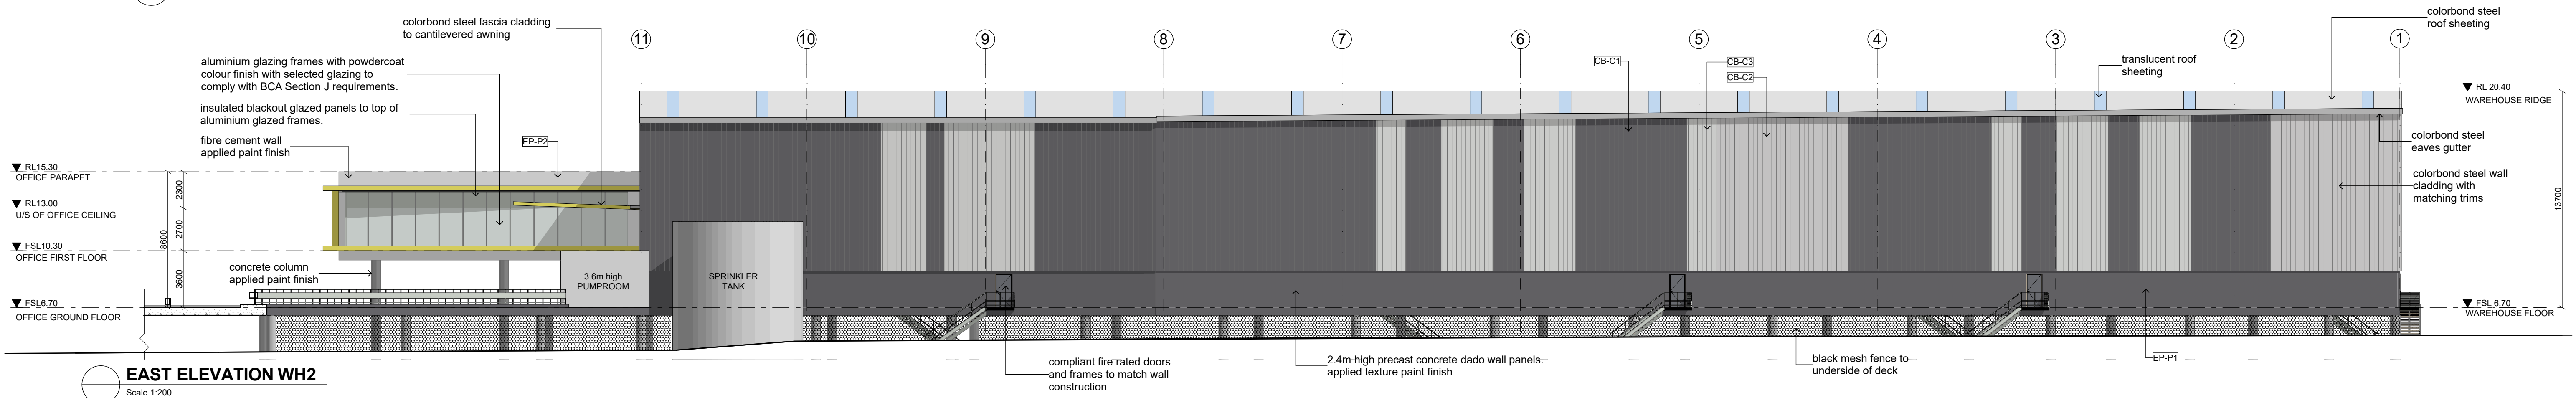 colorbond steel fascia cladding
to cantilevered awning
aluminium glazing frames with powdercoat
colour finish with selected glazing to
comply with BCA Section J requirements.
insulated blackout glazed panels to top of
aluminium glazed frames.
fibre cement wall
applied paint finish
EP-P2
RL15.30
OFFICE PARAPET
RL13.00
U/S OF OFFICE CEILING
FSL10.30
OFFICE FIRST FLOOR
FSL6.70
OFFICE GROUND FLOOR
8600
2300
2700
3600
concrete column
applied paint finish
3.6m high
PUMPROOM
SPRINKLER
TANK
11
10
9
8
7
6
5
4
3
2
1
CB-C1
CB-C3
CB-C2
translucent roof
sheeting
colorbond steel
roof sheeting
RL 20.40
WAREHOUSE RIDGE
colorbond steel
eaves gutter
colorbond steel wall
cladding with
matching trims
13700
FSL 6.70
WAREHOUSE FLOOR
compliant fire rated doors
and frames to match wall
construction
2.4m high precast concrete dado wall panels.
applied texture paint finish
black mesh fence to
underside of deck
EP-P1
EAST ELEVATION WH2
Scale 1:200